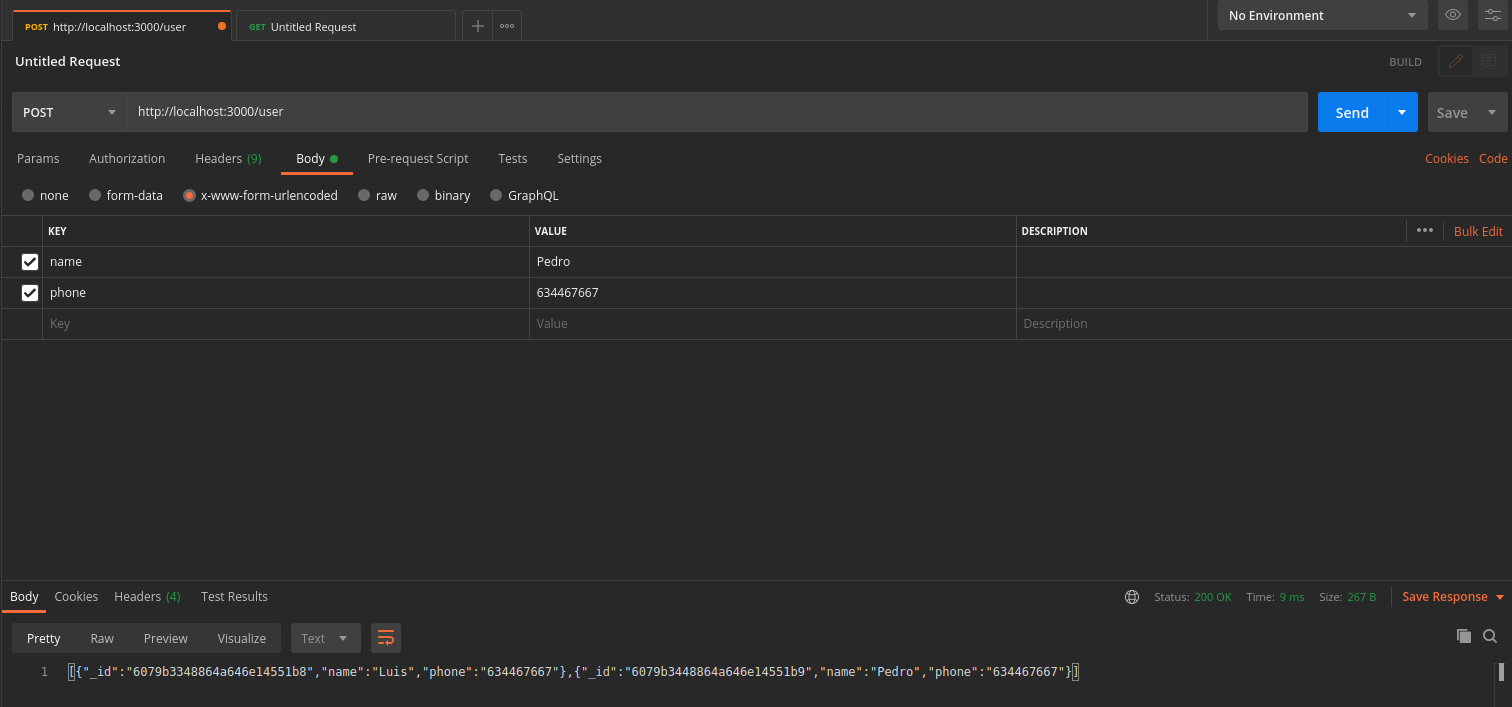 POST http://localhost:3000/user GET Untitled Request No Environment
Untitled Request BUILD
POST http://localhost:3000/user Send Save
Params Authorization Headers (9) Body Pre-request Script Tests Settings Cookies Code
none form-data x-www-form-urlencoded raw binary GraphQL
KEY VALUE DESCRIPTION Bulk Edit
name Pedro
phone 634467667
Key Value Description
Body Cookies Headers (4) Test Results Status: 200 OK Time: 9 ms Size: 267 B Save Response
Pretty Raw Preview Visualize Text
1 [{"_id":"6079b3348864a646e14551b8","name":"Luis","phone":"634467667"},{"_id":"6079b3448864a646e14551b9","name":"Pedro","phone":"634467667"}]